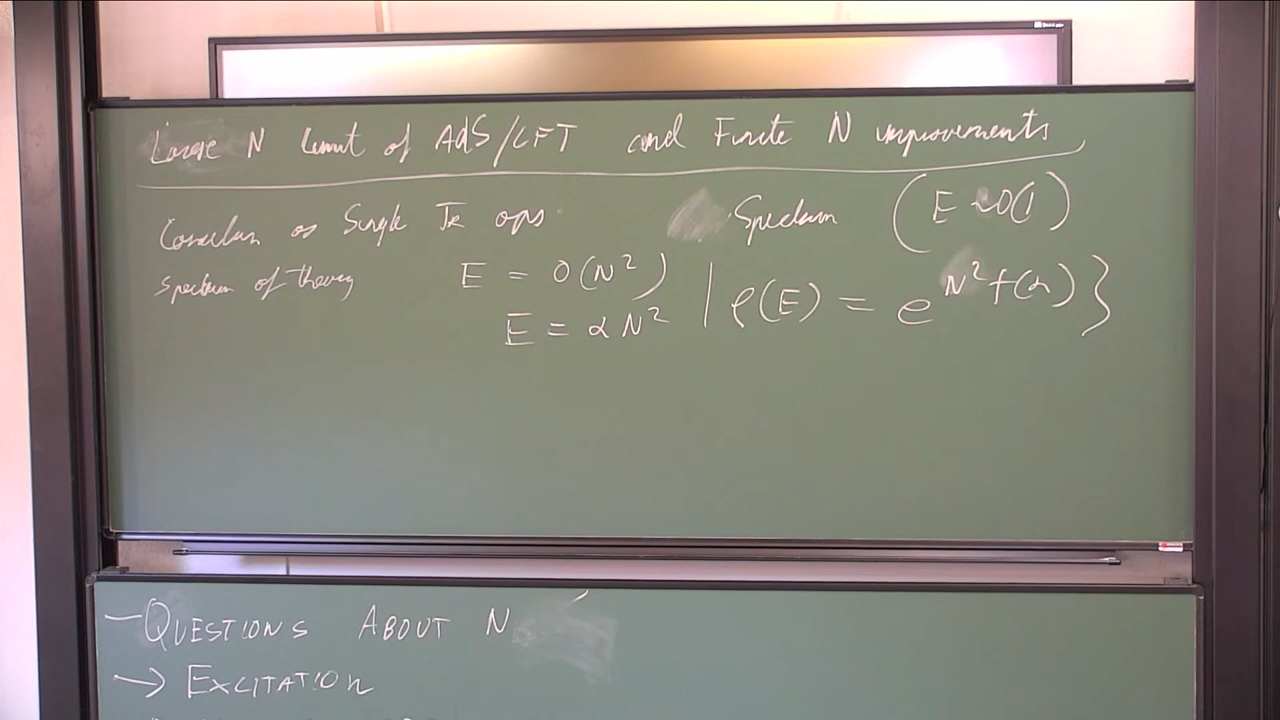 Large N limit of AdS/CFT and Finite N improvements
Correlan of Single Tr ops. Spectrum (E ~ O(1)
spectrum of theory E = O(N²)
E = αN² | ρ(E) = e^{N² f(α)}}
— QUESTIONS ABOUT N
→ EXCITATION